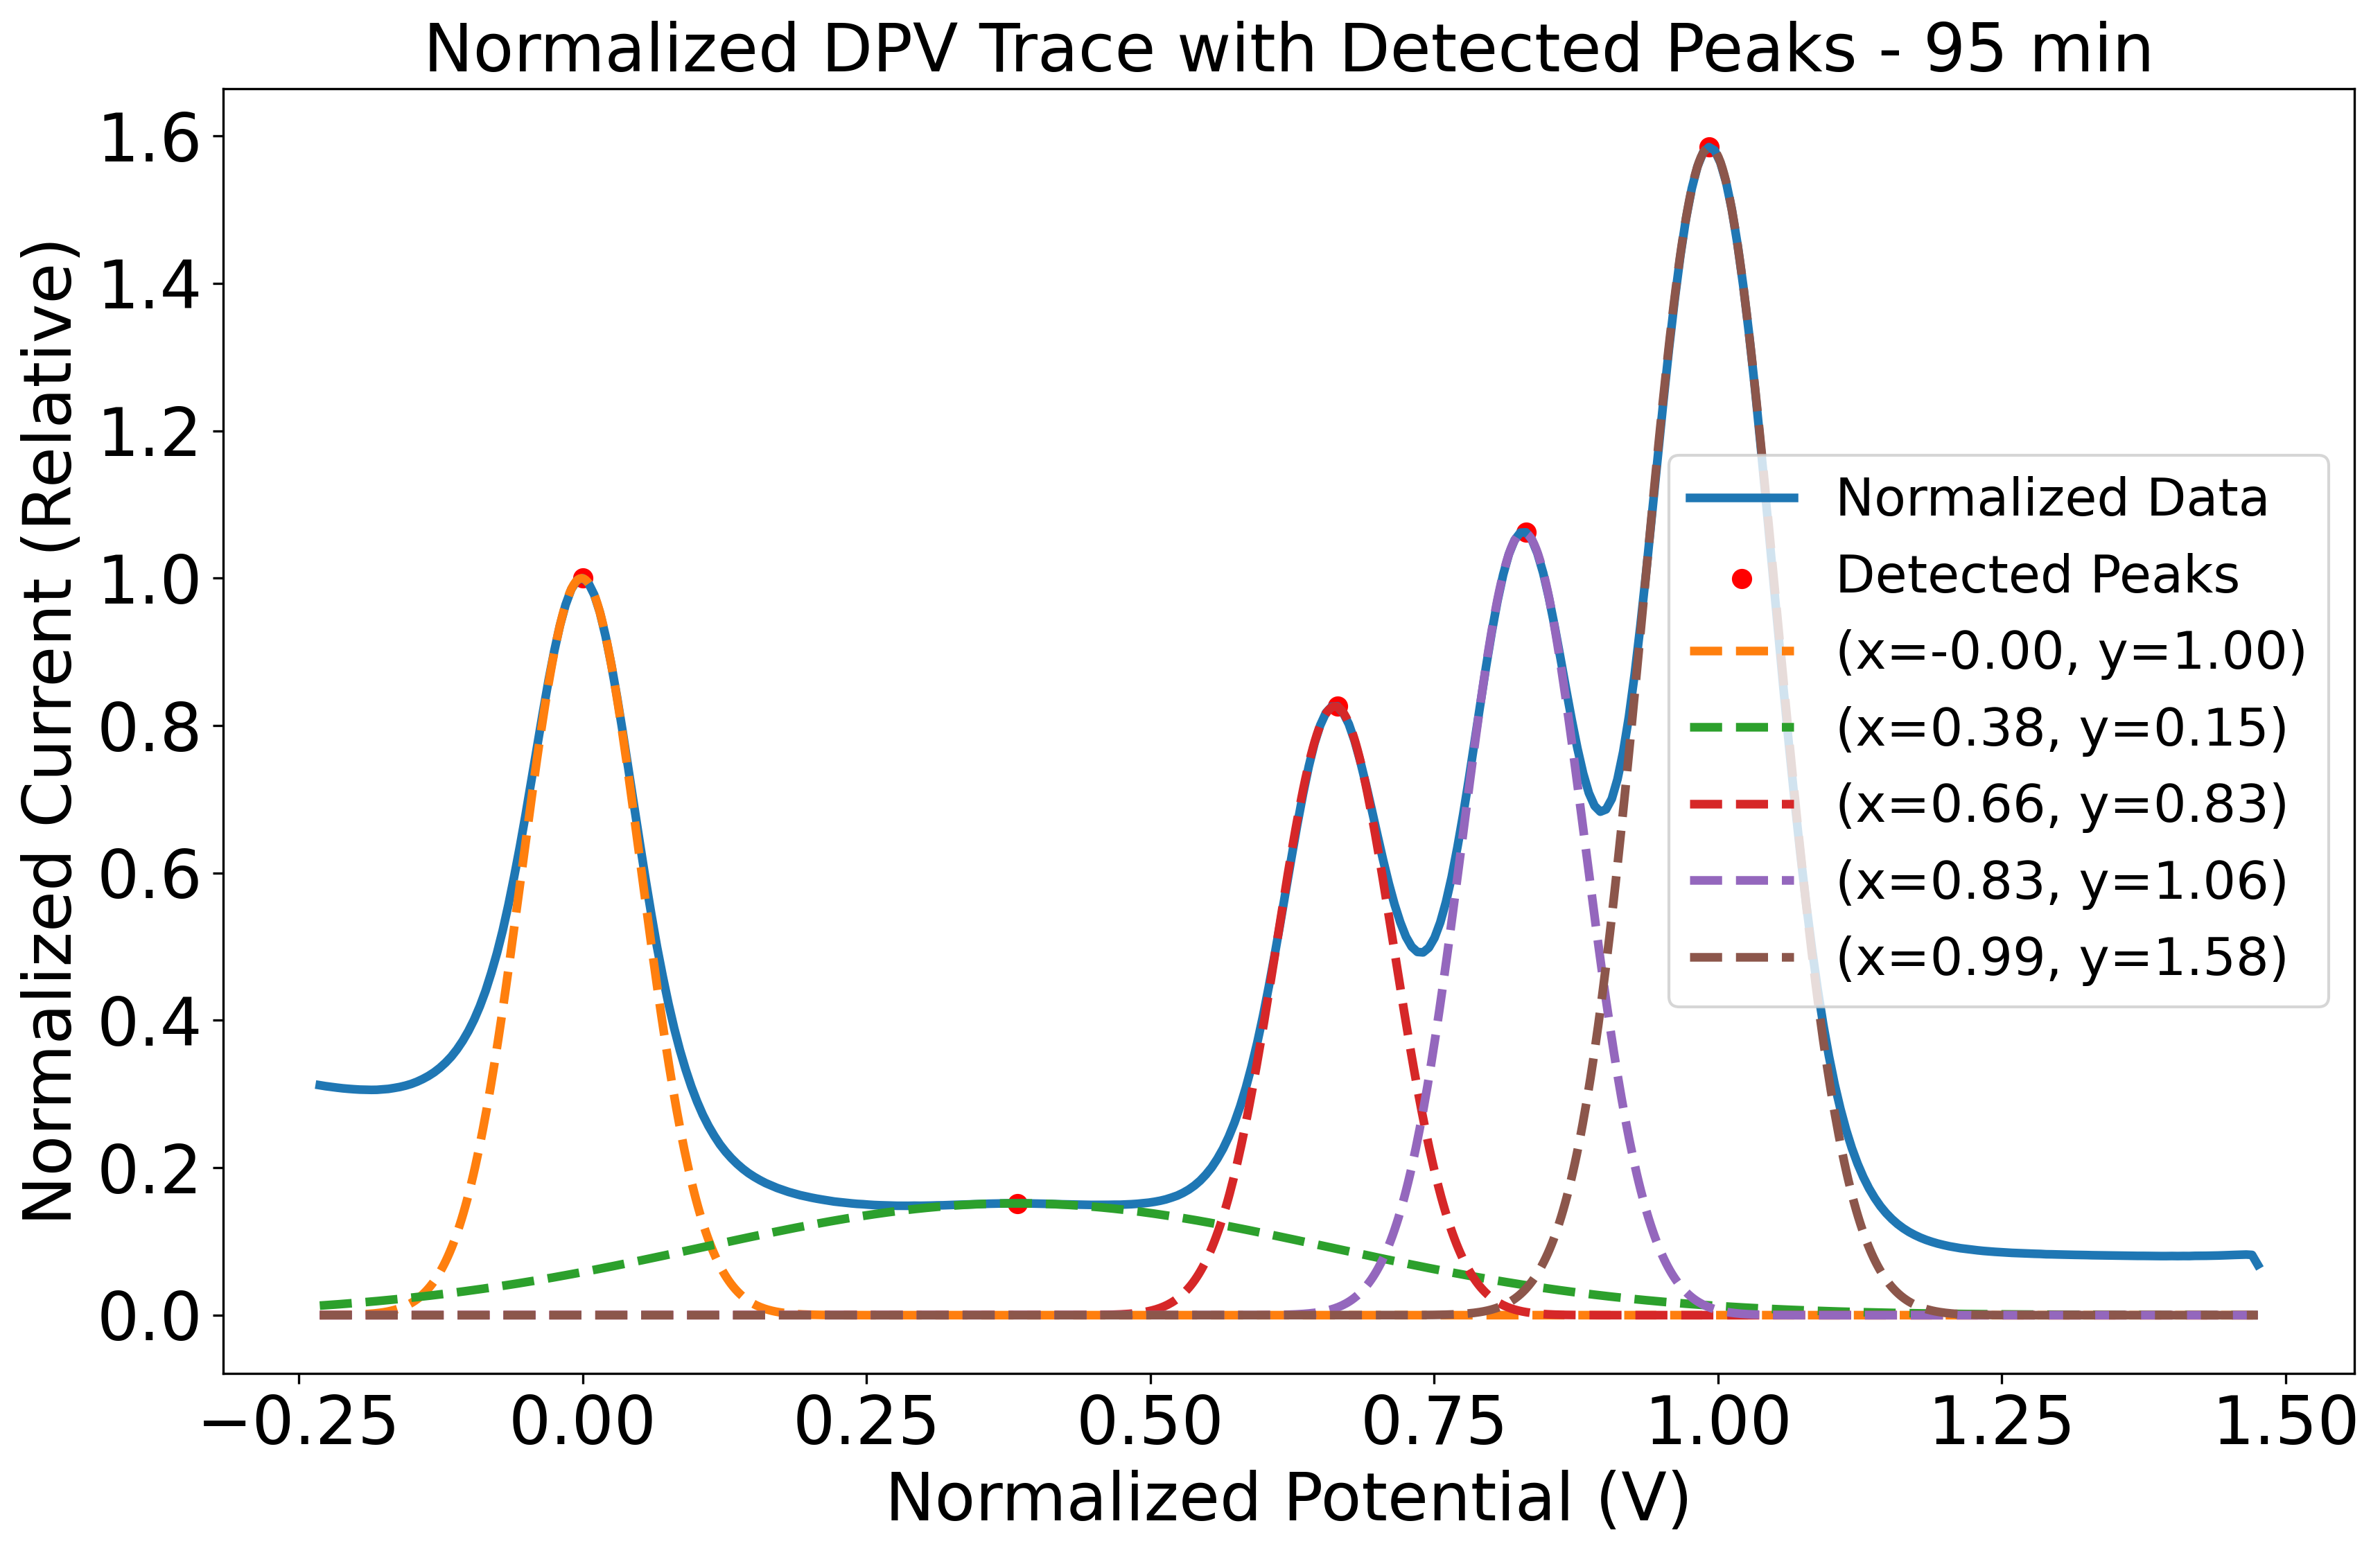 Normalized DPV Trace with Detected Peaks - 95 min
Normalized Current (Relative)
1.6
1.4
1.2
1.0
0.8
0.6
0.4
0.2
0.0
Normalized Data
Detected Peaks
(x=-0.00, y=1.00)
(x=0.38, y=0.15)
(x=0.66, y=0.83)
(x=0.83, y=1.06)
(x=0.99, y=1.58)
−0.25 0.00 0.25 0.50 0.75 1.00 1.25 1.50
Normalized Potential (V)